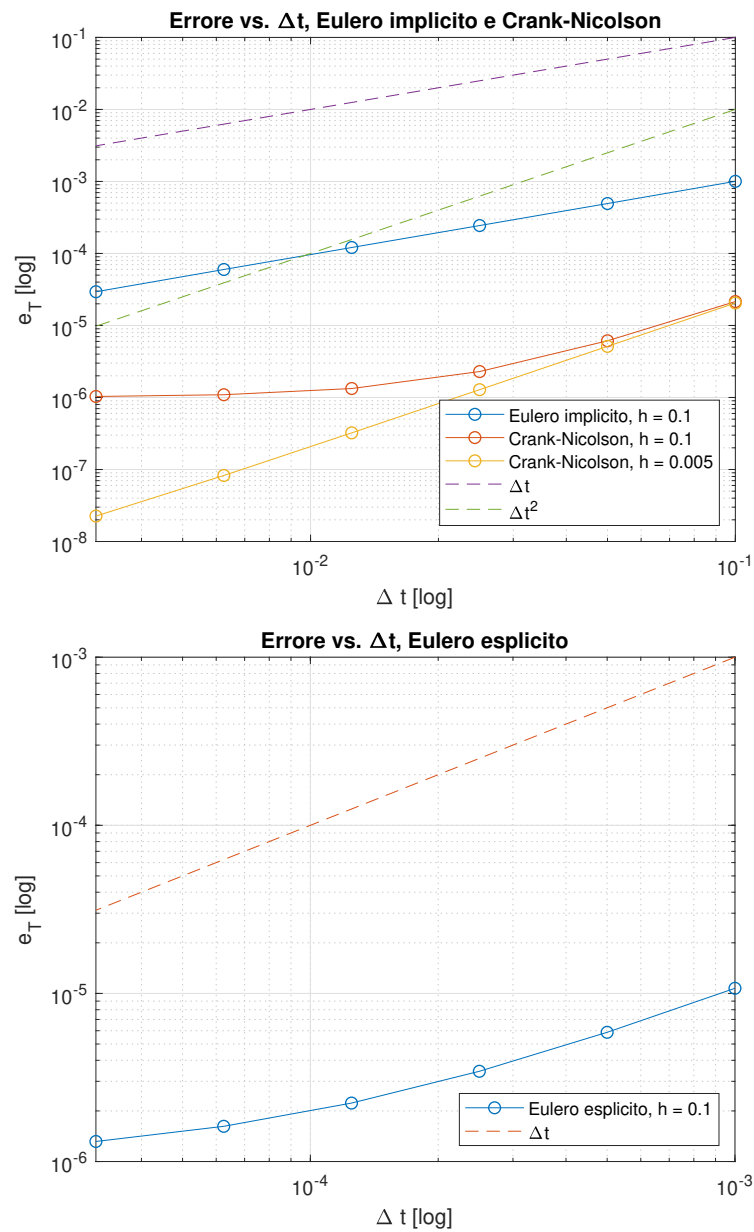 Errore vs. Δt, Eulero implicito e Crank-Nicolson
10^-1
10^-2
10^-3
10^-4
10^-5
10^-6
10^-7
10^-8
e_T [log]
Eulero implicito, h = 0.1
Crank-Nicolson, h = 0.1
Crank-Nicolson, h = 0.005
Δt
Δt^2
10^-2
10^-1
Δ t [log]
Errore vs. Δt, Eulero esplicito
10^-3
10^-4
10^-5
10^-6
e_T [log]
Eulero esplicito, h = 0.1
Δt
10^-4
10^-3
Δ t [log]